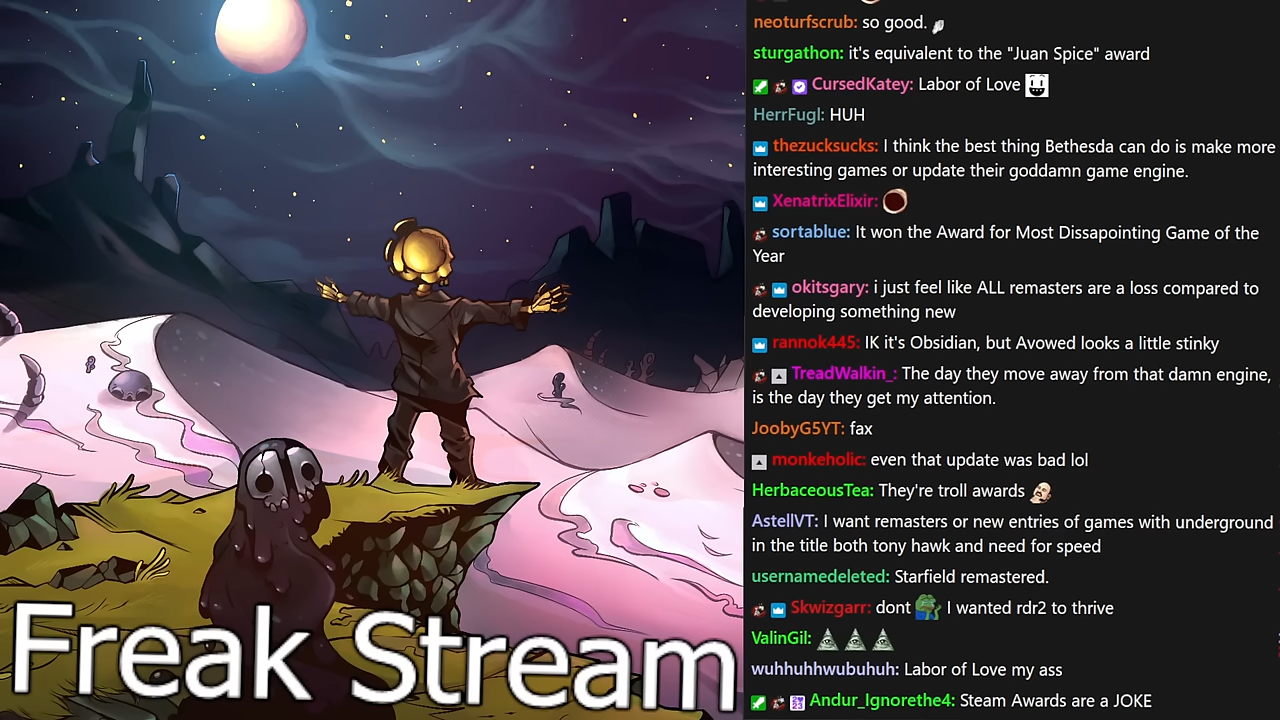 neoturfscrub: so good.
sturgathon: it's equivalent to the "Juan Spice" award
CursedKatey: Labor of Love
HerrFugl: HUH
thezucksucks: I think the best thing Bethesda can do is make more
interesting games or update their goddamn game engine.
XenatrixElixir:
sortablue: It won the Award for Most Dissapointing Game of the
Year
okitsgary: i just feel like ALL remasters are a loss compared to
developing something new
rannok445: IK it's Obsidian, but Avowed looks a little stinky
TreadWalkin_: The day they move away from that damn engine,
is the day they get my attention.
JoobyG5YT: fax
monkeholic: even that update was bad lol
HerbaceousTea: They're troll awards
AstellVT: I want remasters or new entries of games with underground
in the title both tony hawk and need for speed
usernamedeleted: Starfield remastered.
Skwizgarr: dont I wanted rdr2 to thrive
ValinGil:
wuhhuhhwubuhuh: Labor of Love my ass
Andur_Ignorethe4: Steam Awards are a JOKE
Freak Stream